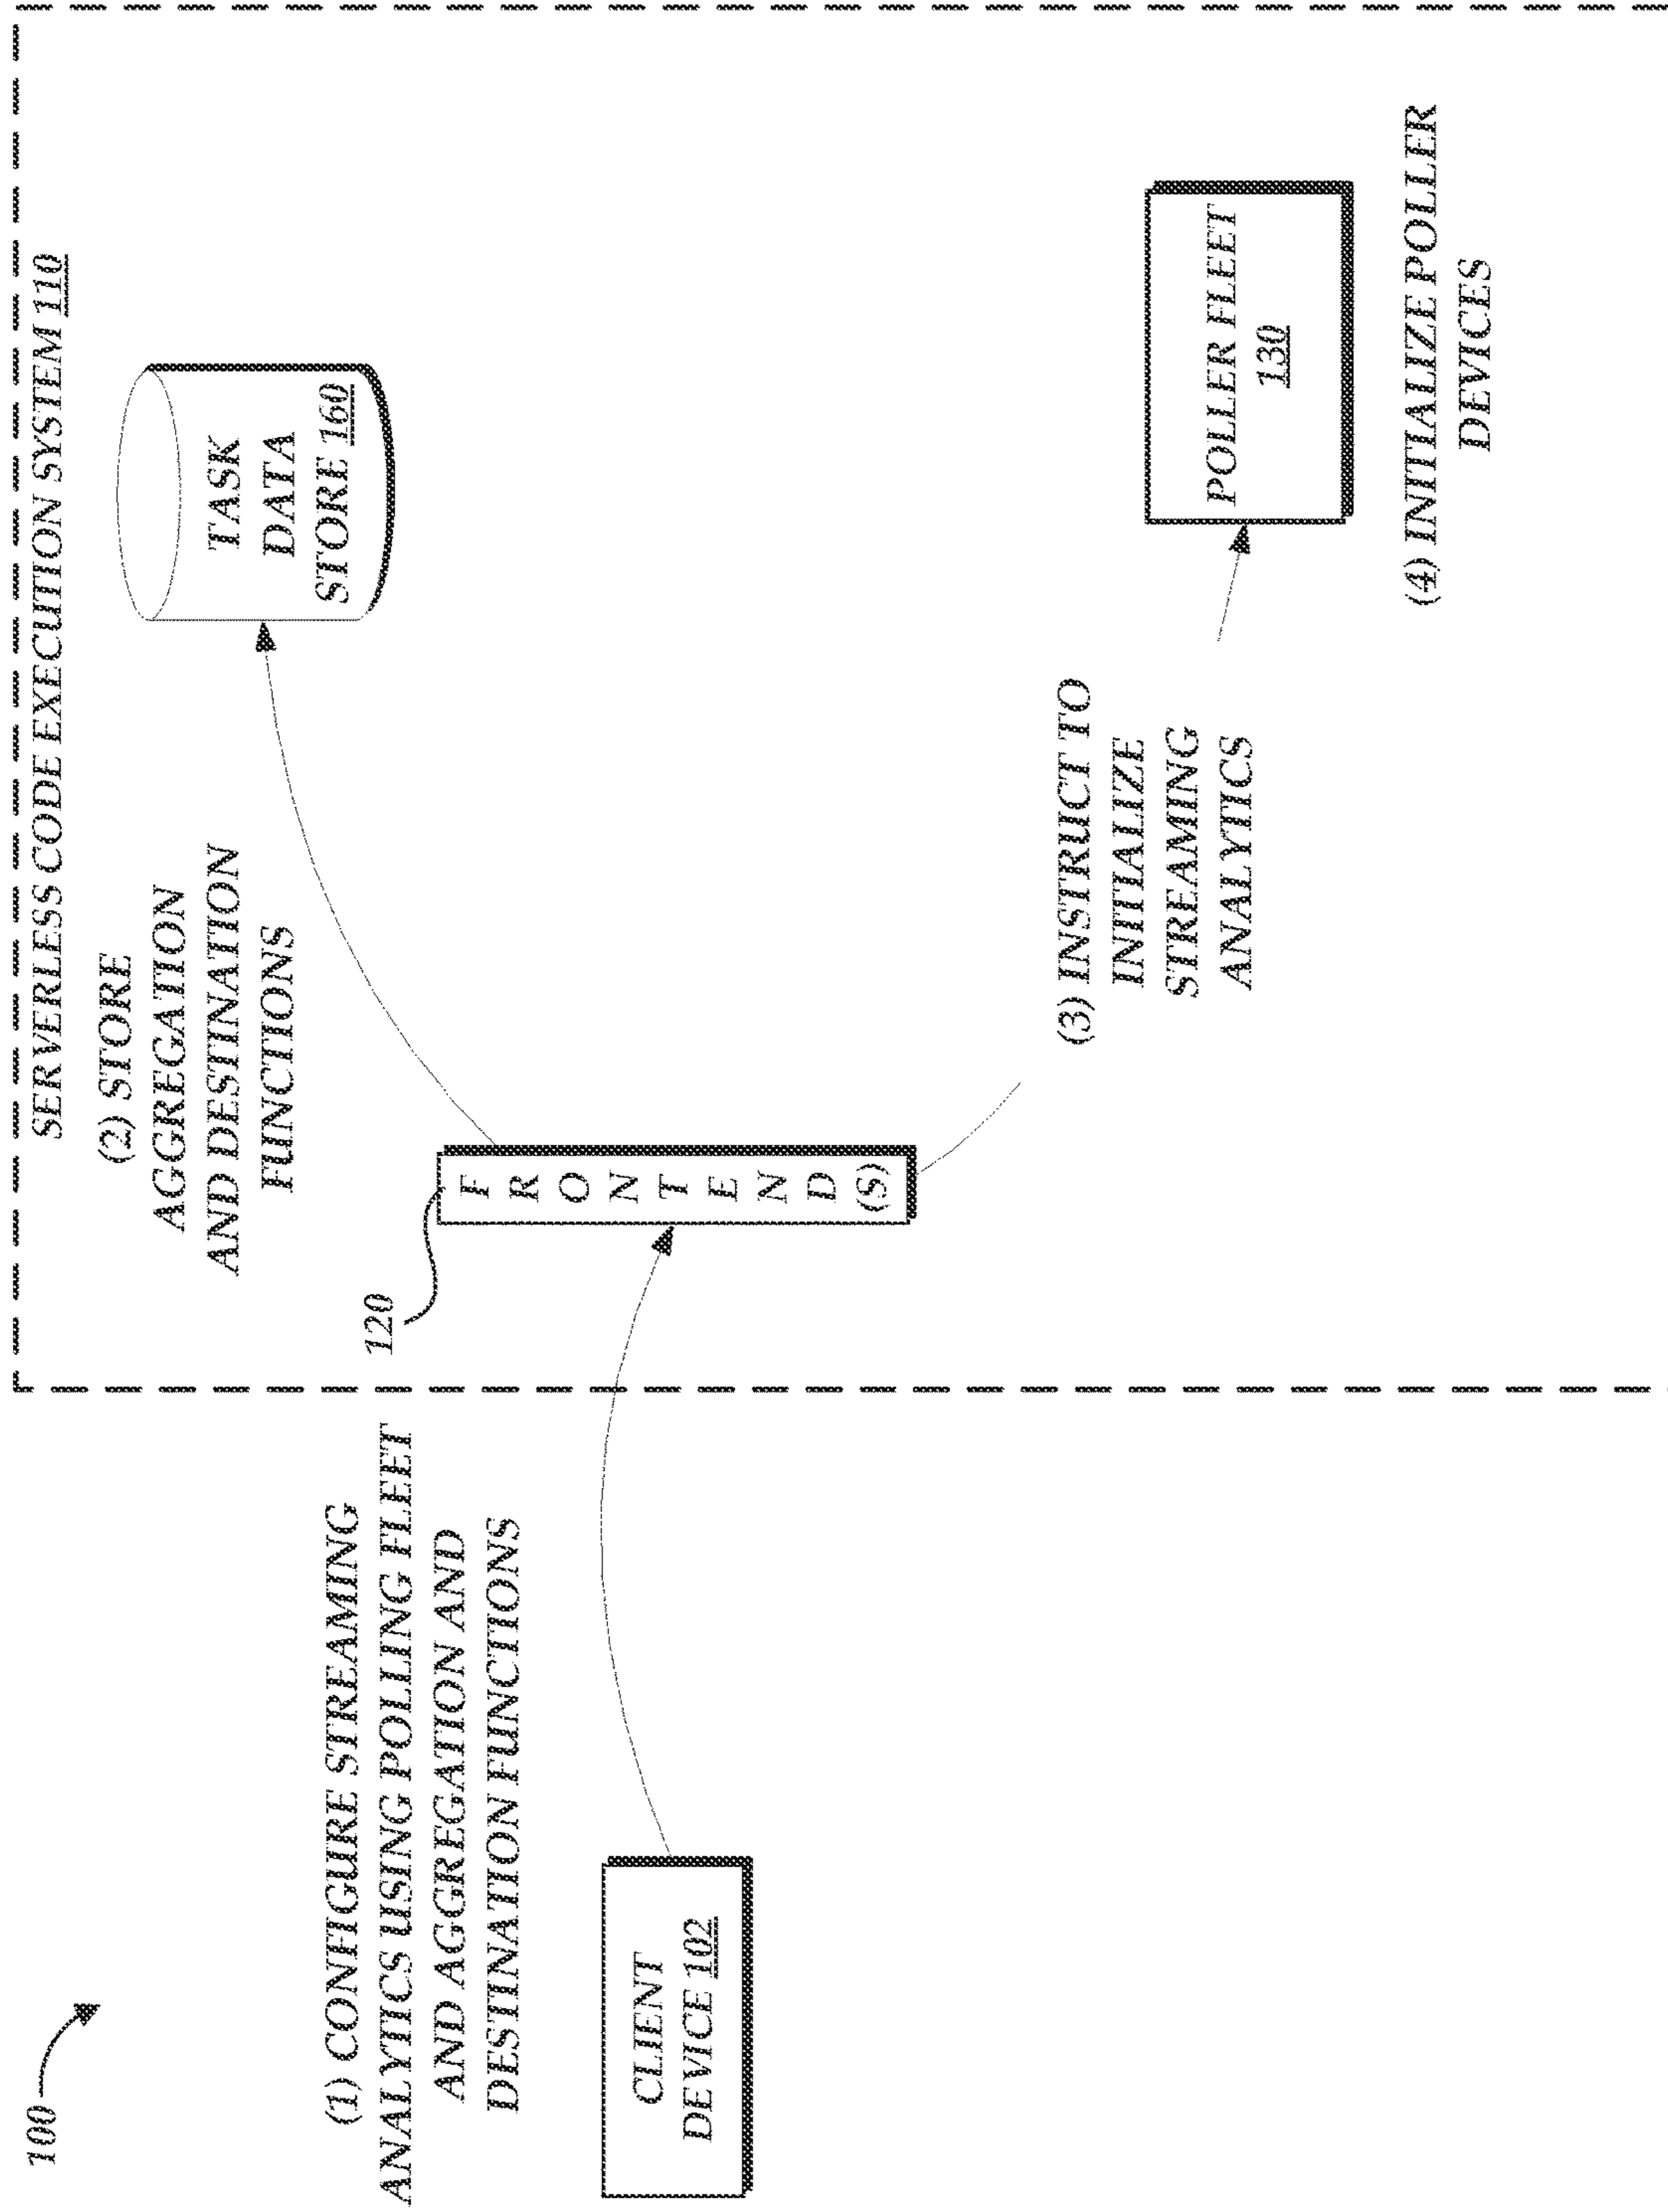 100
SERVERLESS CODE EXECUTION SYSTEM 110
(1) CONFIGURE STREAMING
ANALYTICS USING POLLING FLEET
AND AGGREGATION AND
DESTINATION FUNCTIONS
CLIENT
DEVICE 102
120
FRONTEND(S)
(2) STORE
AGGREGATION
AND DESTINATION
FUNCTIONS
TASK
DATA
STORE 160
(3) INSTRUCT TO
INITIALIZE
STREAMING
ANALYTICS
POLLER FLEET
130
(4) INITIALIZE POLLER
DEVICES